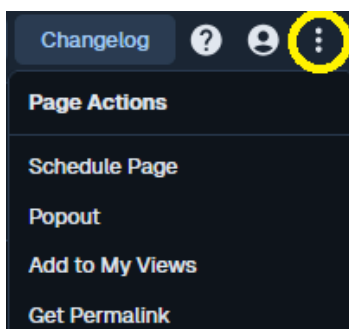 Changelog
Page Actions
Schedule Page
Popout
Add to My Views
Get Permalink